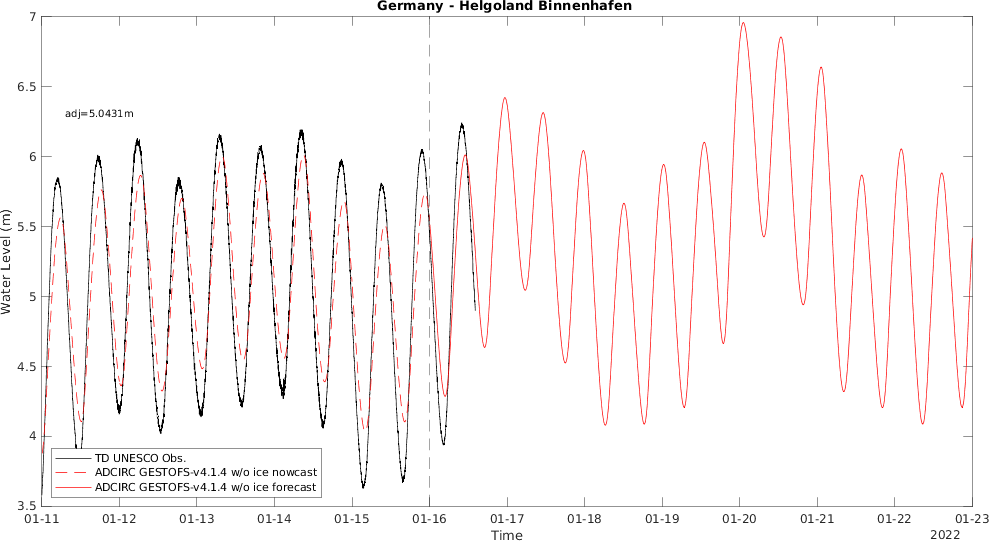 Germany - Helgoland Binnenhafen
7
6.5
6
5.5
5
4.5
4
3.5
Water Level (m)
adj=5.0431m
TD UNESCO Obs.
ADCIRC GESTOFS-v4.1.4 w/o ice nowcast
ADCIRC GESTOFS-v4.1.4 w/o ice forecast
01-11 01-12 01-13 01-14 01-15 01-16 01-17 01-18 01-19 01-20 01-21 01-22 01-23
Time
2022